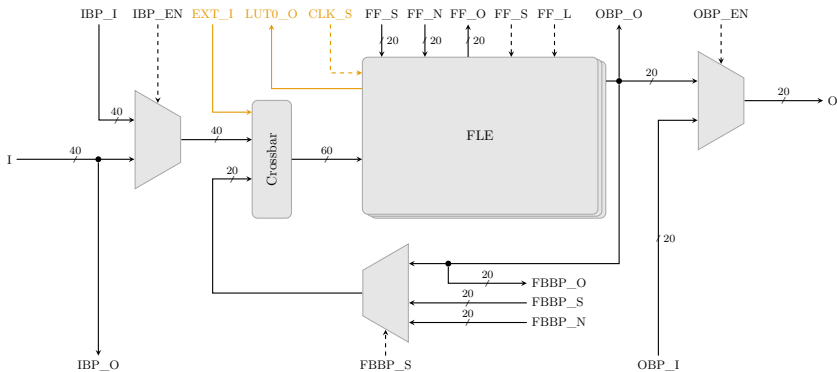 IBP_I IBP_EN EXT_I LUT0_O CLK_S FF_S FF_N FF_O FF_S FF_L OBP_O OBP_EN
20 20 20
20
20
O
40
FLE
40
Crossbar
I
40
60
20
20
20
FBBP_O
20
FBBP_S
20
FBBP_N
IBP_O
FBBP_S
OBP_I